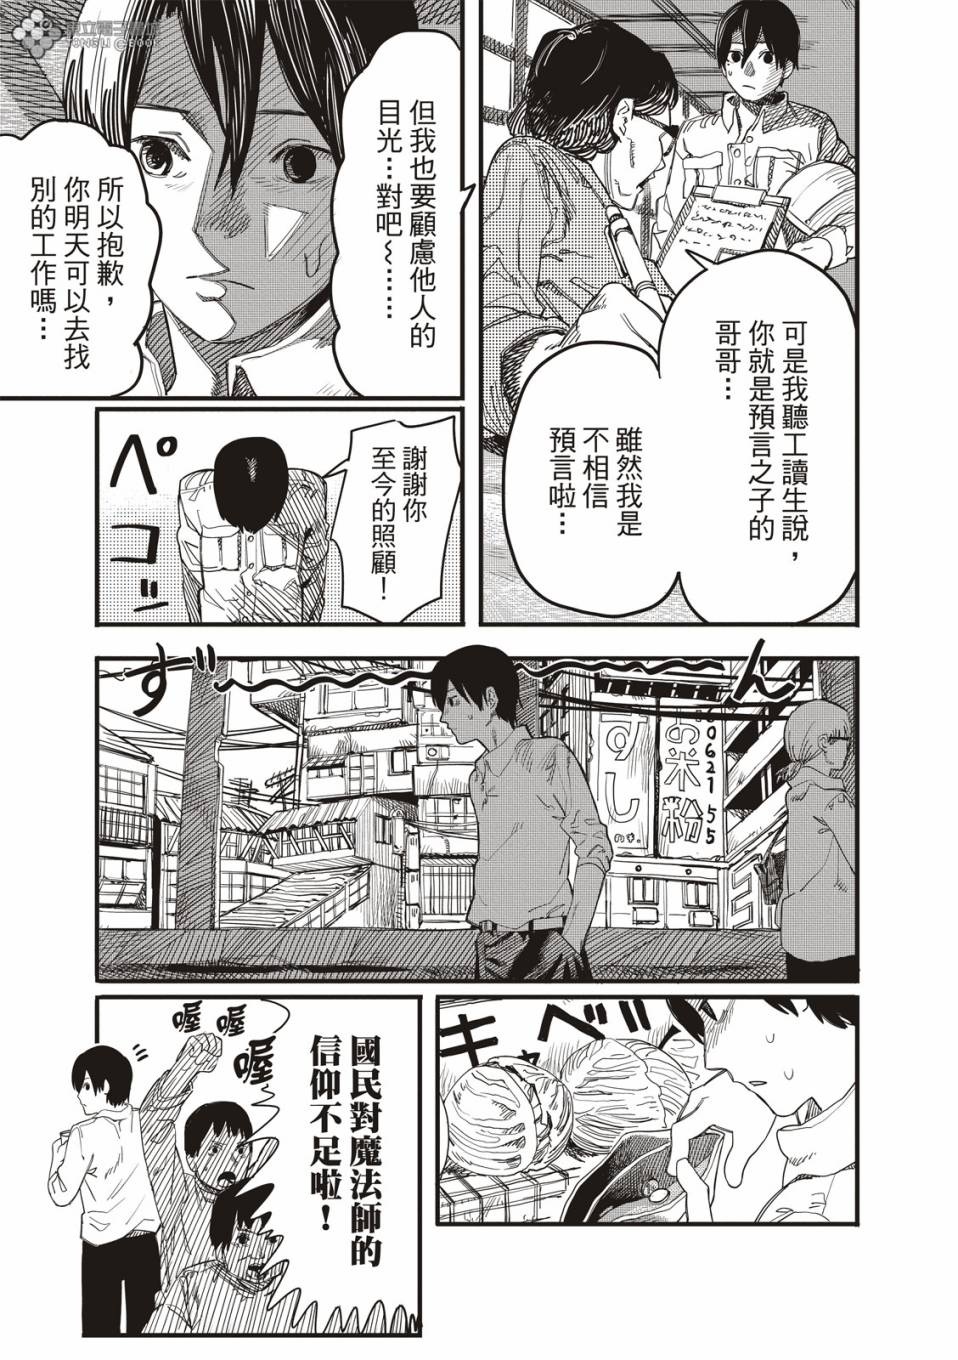 可是我聽工讀生說，
你就是預言之子的
哥哥…
雖然我是
不相信
預言啦…
但我也要顧慮他人的
目光…對吧～……
所以抱歉，
你明天可以去找
別的工作嗎…
謝謝你
至今的照顧！
ペコッ
ず〜〜ん
お米粉
すし
60621 55
キャベツ
國民對魔法師的
信仰不足啦！
喔
喔
喔